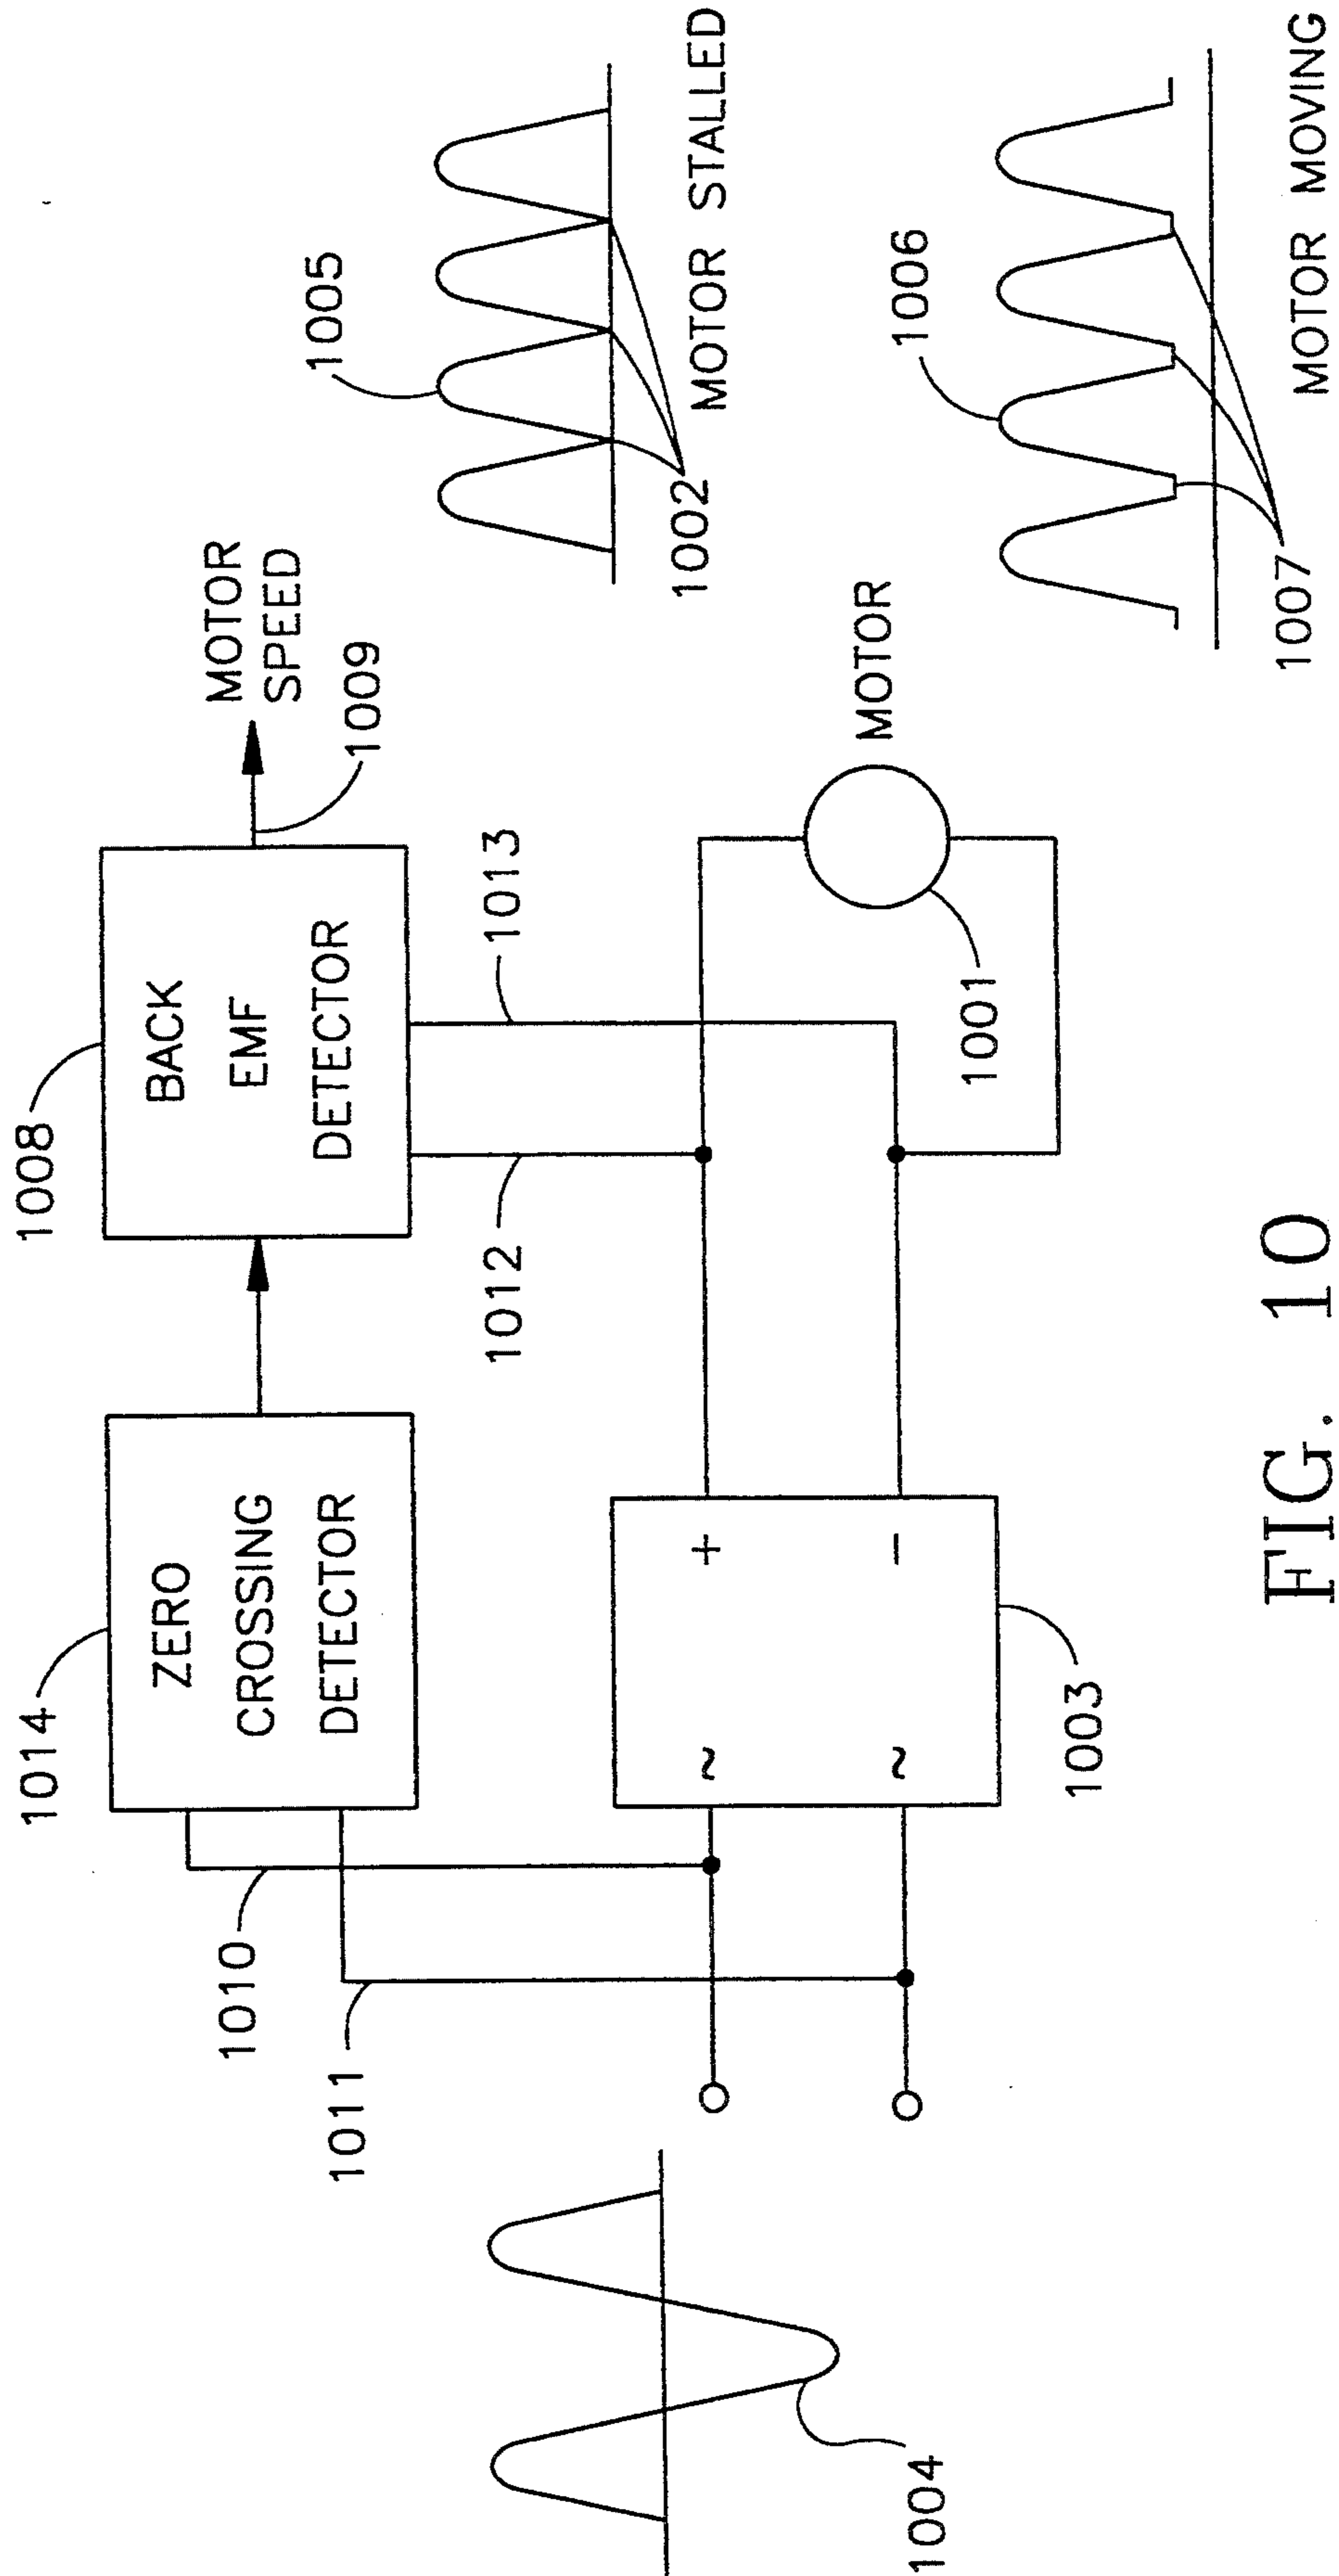 1014
ZERO
CROSSING
DETECTOR
1008
BACK
EMF
DETECTOR
MOTOR
SPEED
1009
1010
1011
1012
1013
1005
1002
MOTOR STALLED
1004
~
~
+
−
1003
1001
MOTOR
1006
1007
MOTOR MOVING
FIG. 10